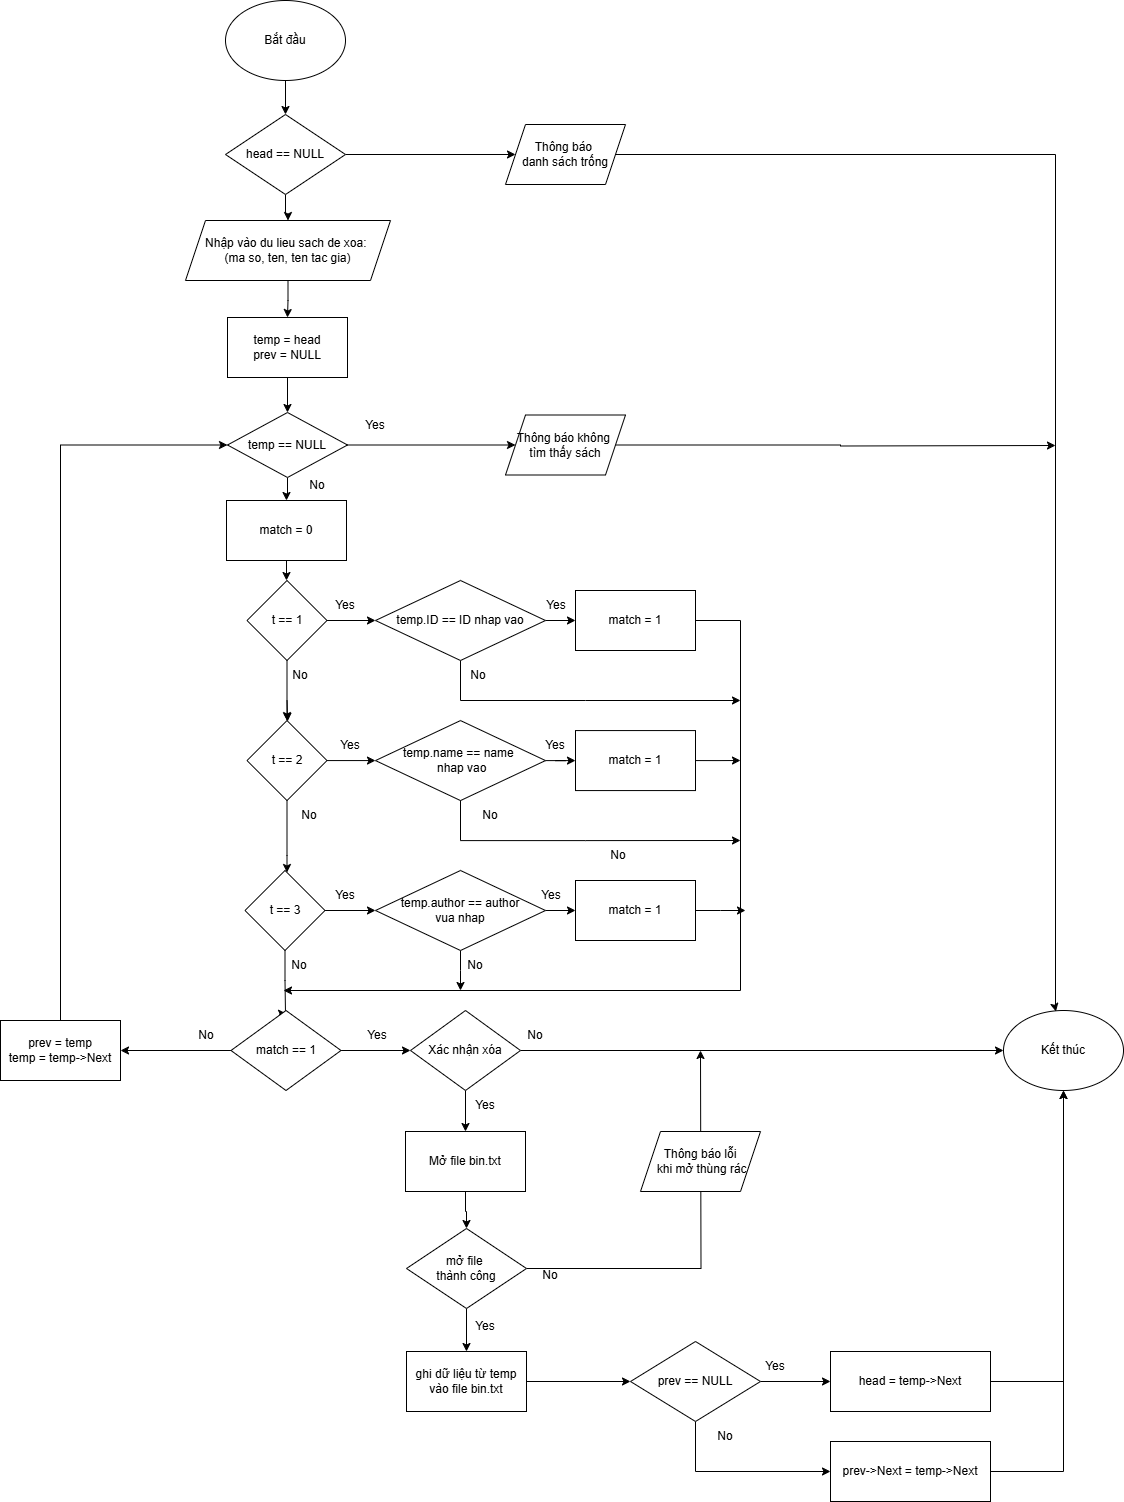 Bắt đầu
head == NULL
Thông báo
danh sách trống
Nhập vào du lieu sach de xoa:
(ma so, ten, ten tac gia)
temp = head
prev = NULL
temp == NULL
Yes
Thông báo không
tìm thấy sách
No
match = 0
t == 1
Yes
temp.ID == ID nhap vao
Yes
match = 1
No
No
t == 2
Yes
temp.name == name
nhap vao
Yes
match = 1
No
No
No
t == 3
Yes
temp.author == author
vua nhap
Yes
match = 1
No
No
prev = temp
temp = temp->Next
No
match == 1
Yes
Xác nhận xóa
No
Kết thúc
Yes
Mở file bin.txt
Thông báo lỗi
khi mở thùng rác
mở file
thành công
No
Yes
ghi dữ liệu từ temp
vào file bin.txt
prev == NULL
Yes
head = temp->Next
No
prev->Next = temp->Next